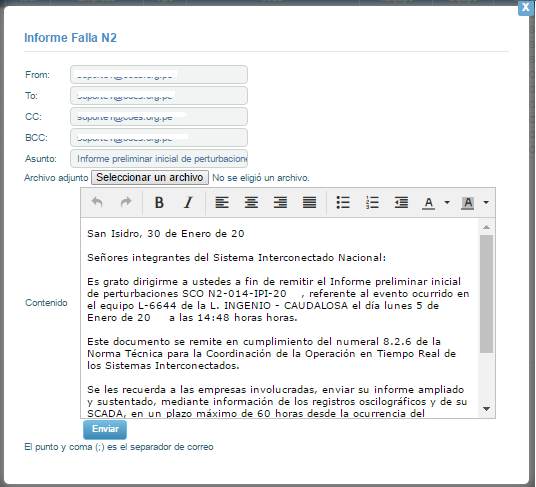 X
Informe Falla N2
From:
To:
CC:
BCC:
Asunto: Informe preliminar inicial de perturbacione
Archivo adjunto Seleccionar un archivo No se eligió un archivo.
B I A A
San Isidro, 30 de Enero de 20
Señores integrantes del Sistema Interconectado Nacional:
Es grato dirigirme a ustedes a fin de remitir el Informe preliminar inicial
de perturbaciones SCO N2-014-IPI-20 , referente al evento ocurrido en
Contenido
el equipo L-6644 de la L. INGENIO - CAUDALOSA el día lunes 5 de
Enero de 20 a las 14:48 horas horas.
Este documento se remite en cumplimiento del numeral 8.2.6 de la
Norma Técnica para la Coordinación de la Operación en Tiempo Real de
los Sistemas Interconectados.
Se les recuerda a las empresas involucradas, enviar su informe ampliado
y sustentado, mediante información de los registros oscilográficos y de su
SCADA, en un plazo máximo de 60 horas desde la ocurrencia del
Enviar
El punto y coma (;) es el separador de correo